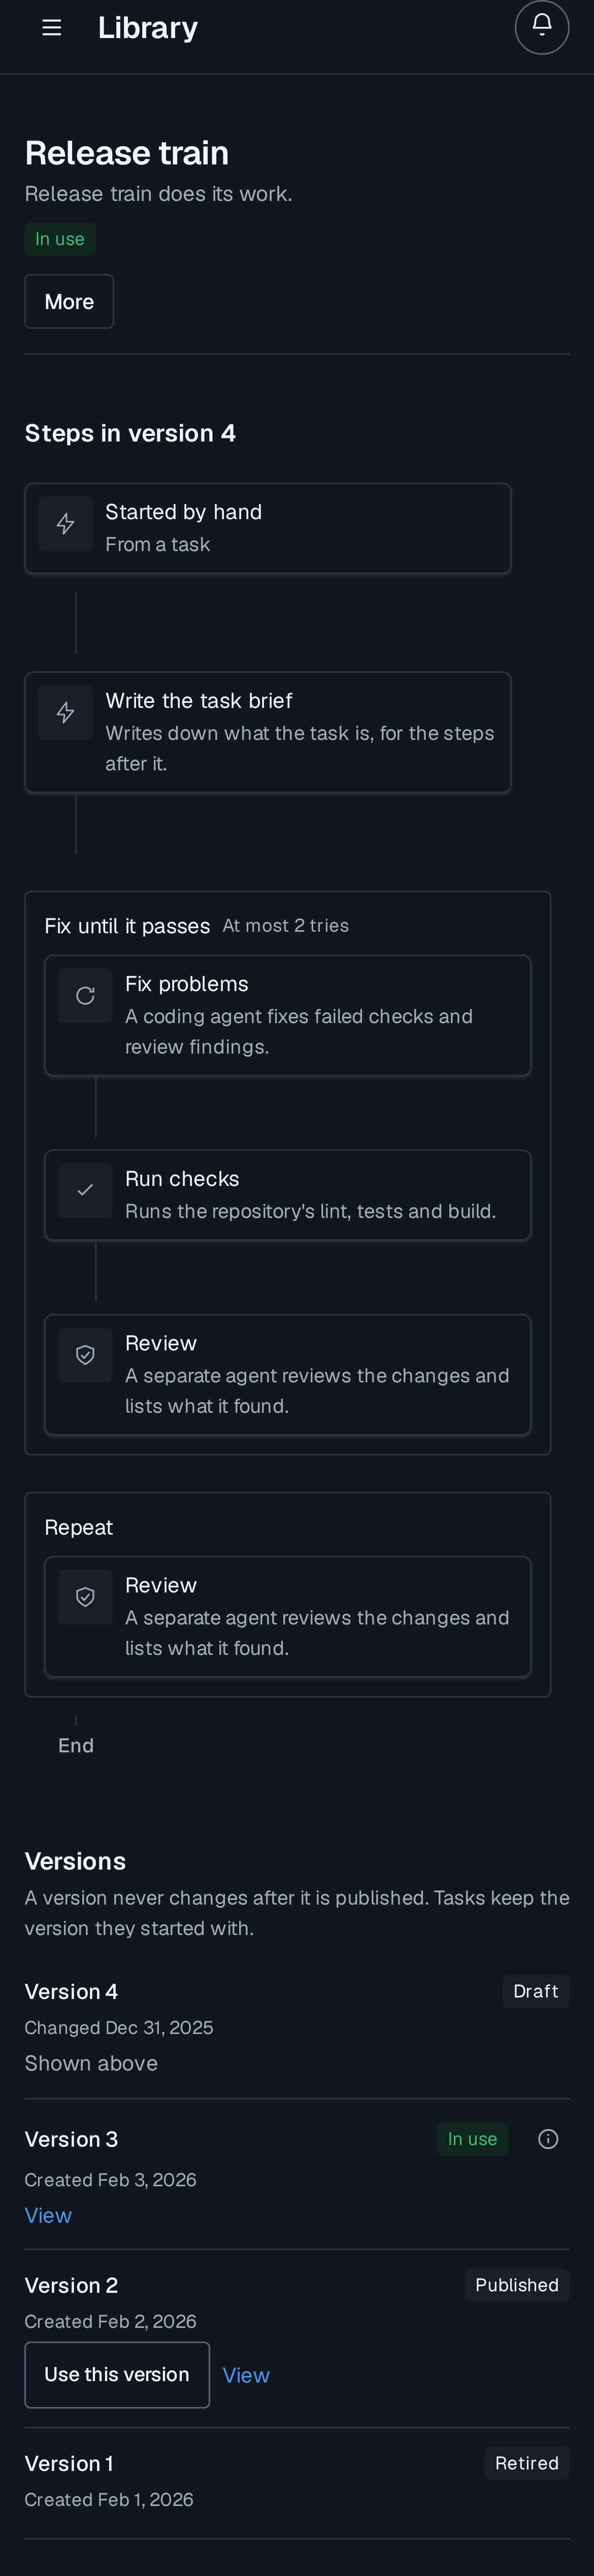 Library
Release train
Release train does its work.
In use
More
Steps in version 4
Started by hand
From a task
Write the task brief
Writes down what the task is, for the steps
after it.
Fix until it passes At most 2 tries
Fix problems
A coding agent fixes failed checks and
review findings.
Run checks
Runs the repository's lint, tests and build.
Review
A separate agent reviews the changes and
lists what it found.
Repeat
Review
A separate agent reviews the changes and
lists what it found.
End
Versions
A version never changes after it is published. Tasks keep the
version they started with.
Version 4 Draft
Changed Dec 31, 2025
Shown above
Version 3 In use
Created Feb 3, 2026
View
Version 2 Published
Created Feb 2, 2026
Use this version View
Version 1 Retired
Created Feb 1, 2026